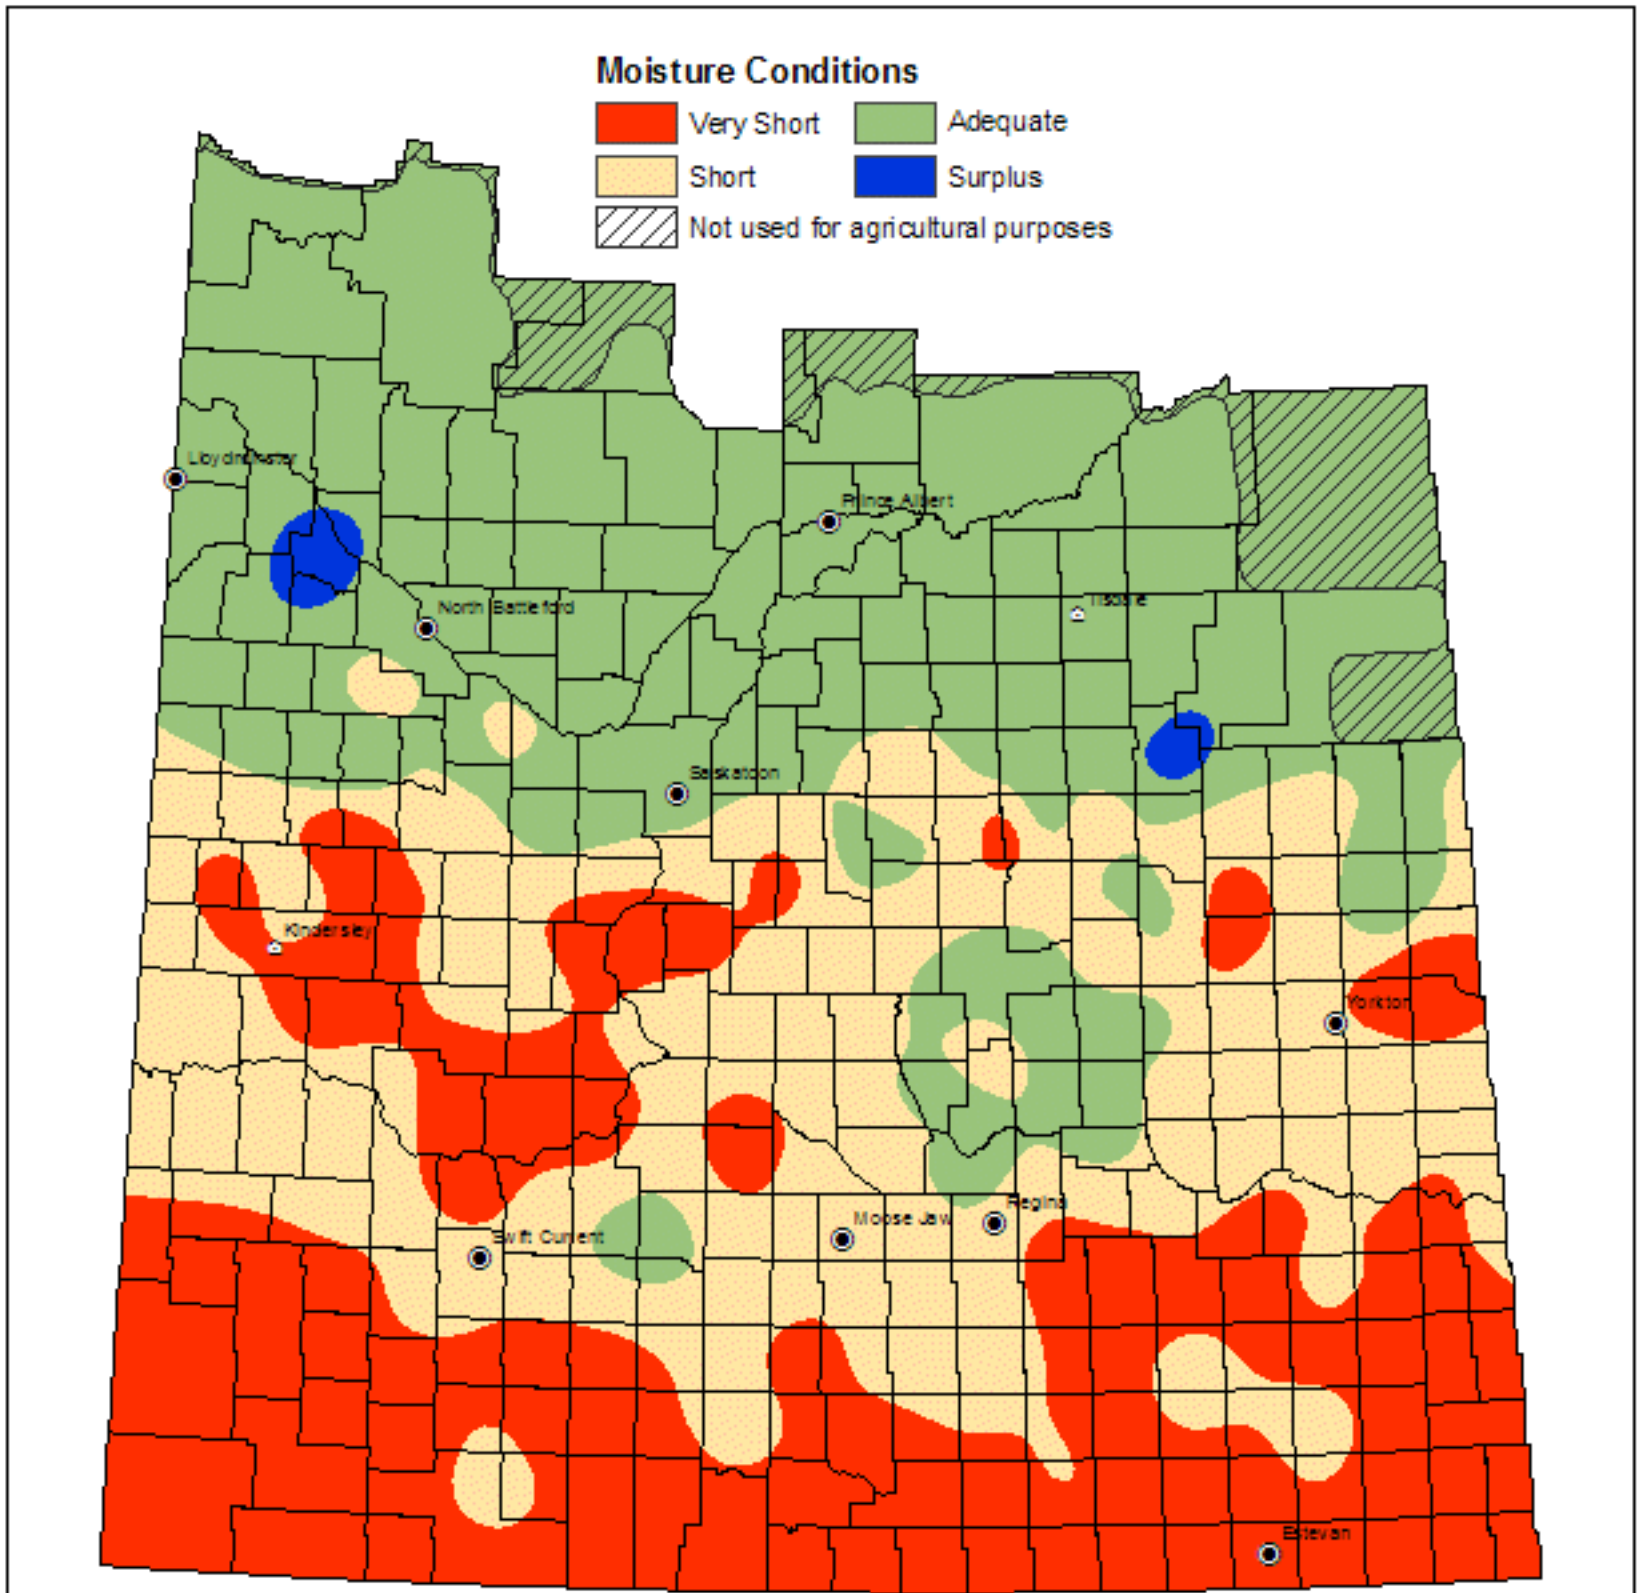 Moisture Conditions
Very Short
Adequate
Short
Surplus
Not used for agricultural purposes
Lloydminster
Prince Albert
North Battleford
Tisdale
Saskatoon
Kindersley
Yorkton
Regina
Moose Jaw
Swift Current
Estevan